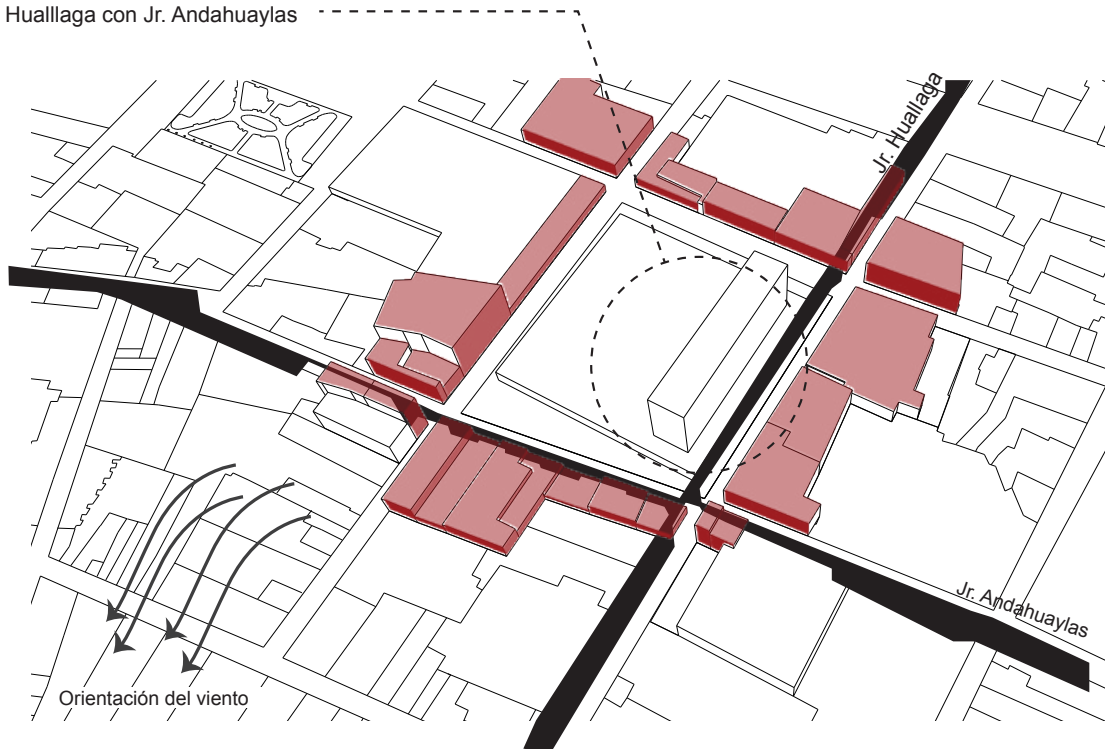 Hualllaga con Jr. Andahuaylas
Jr. Huallaga
Jr. Andahuaylas
Orientación del viento